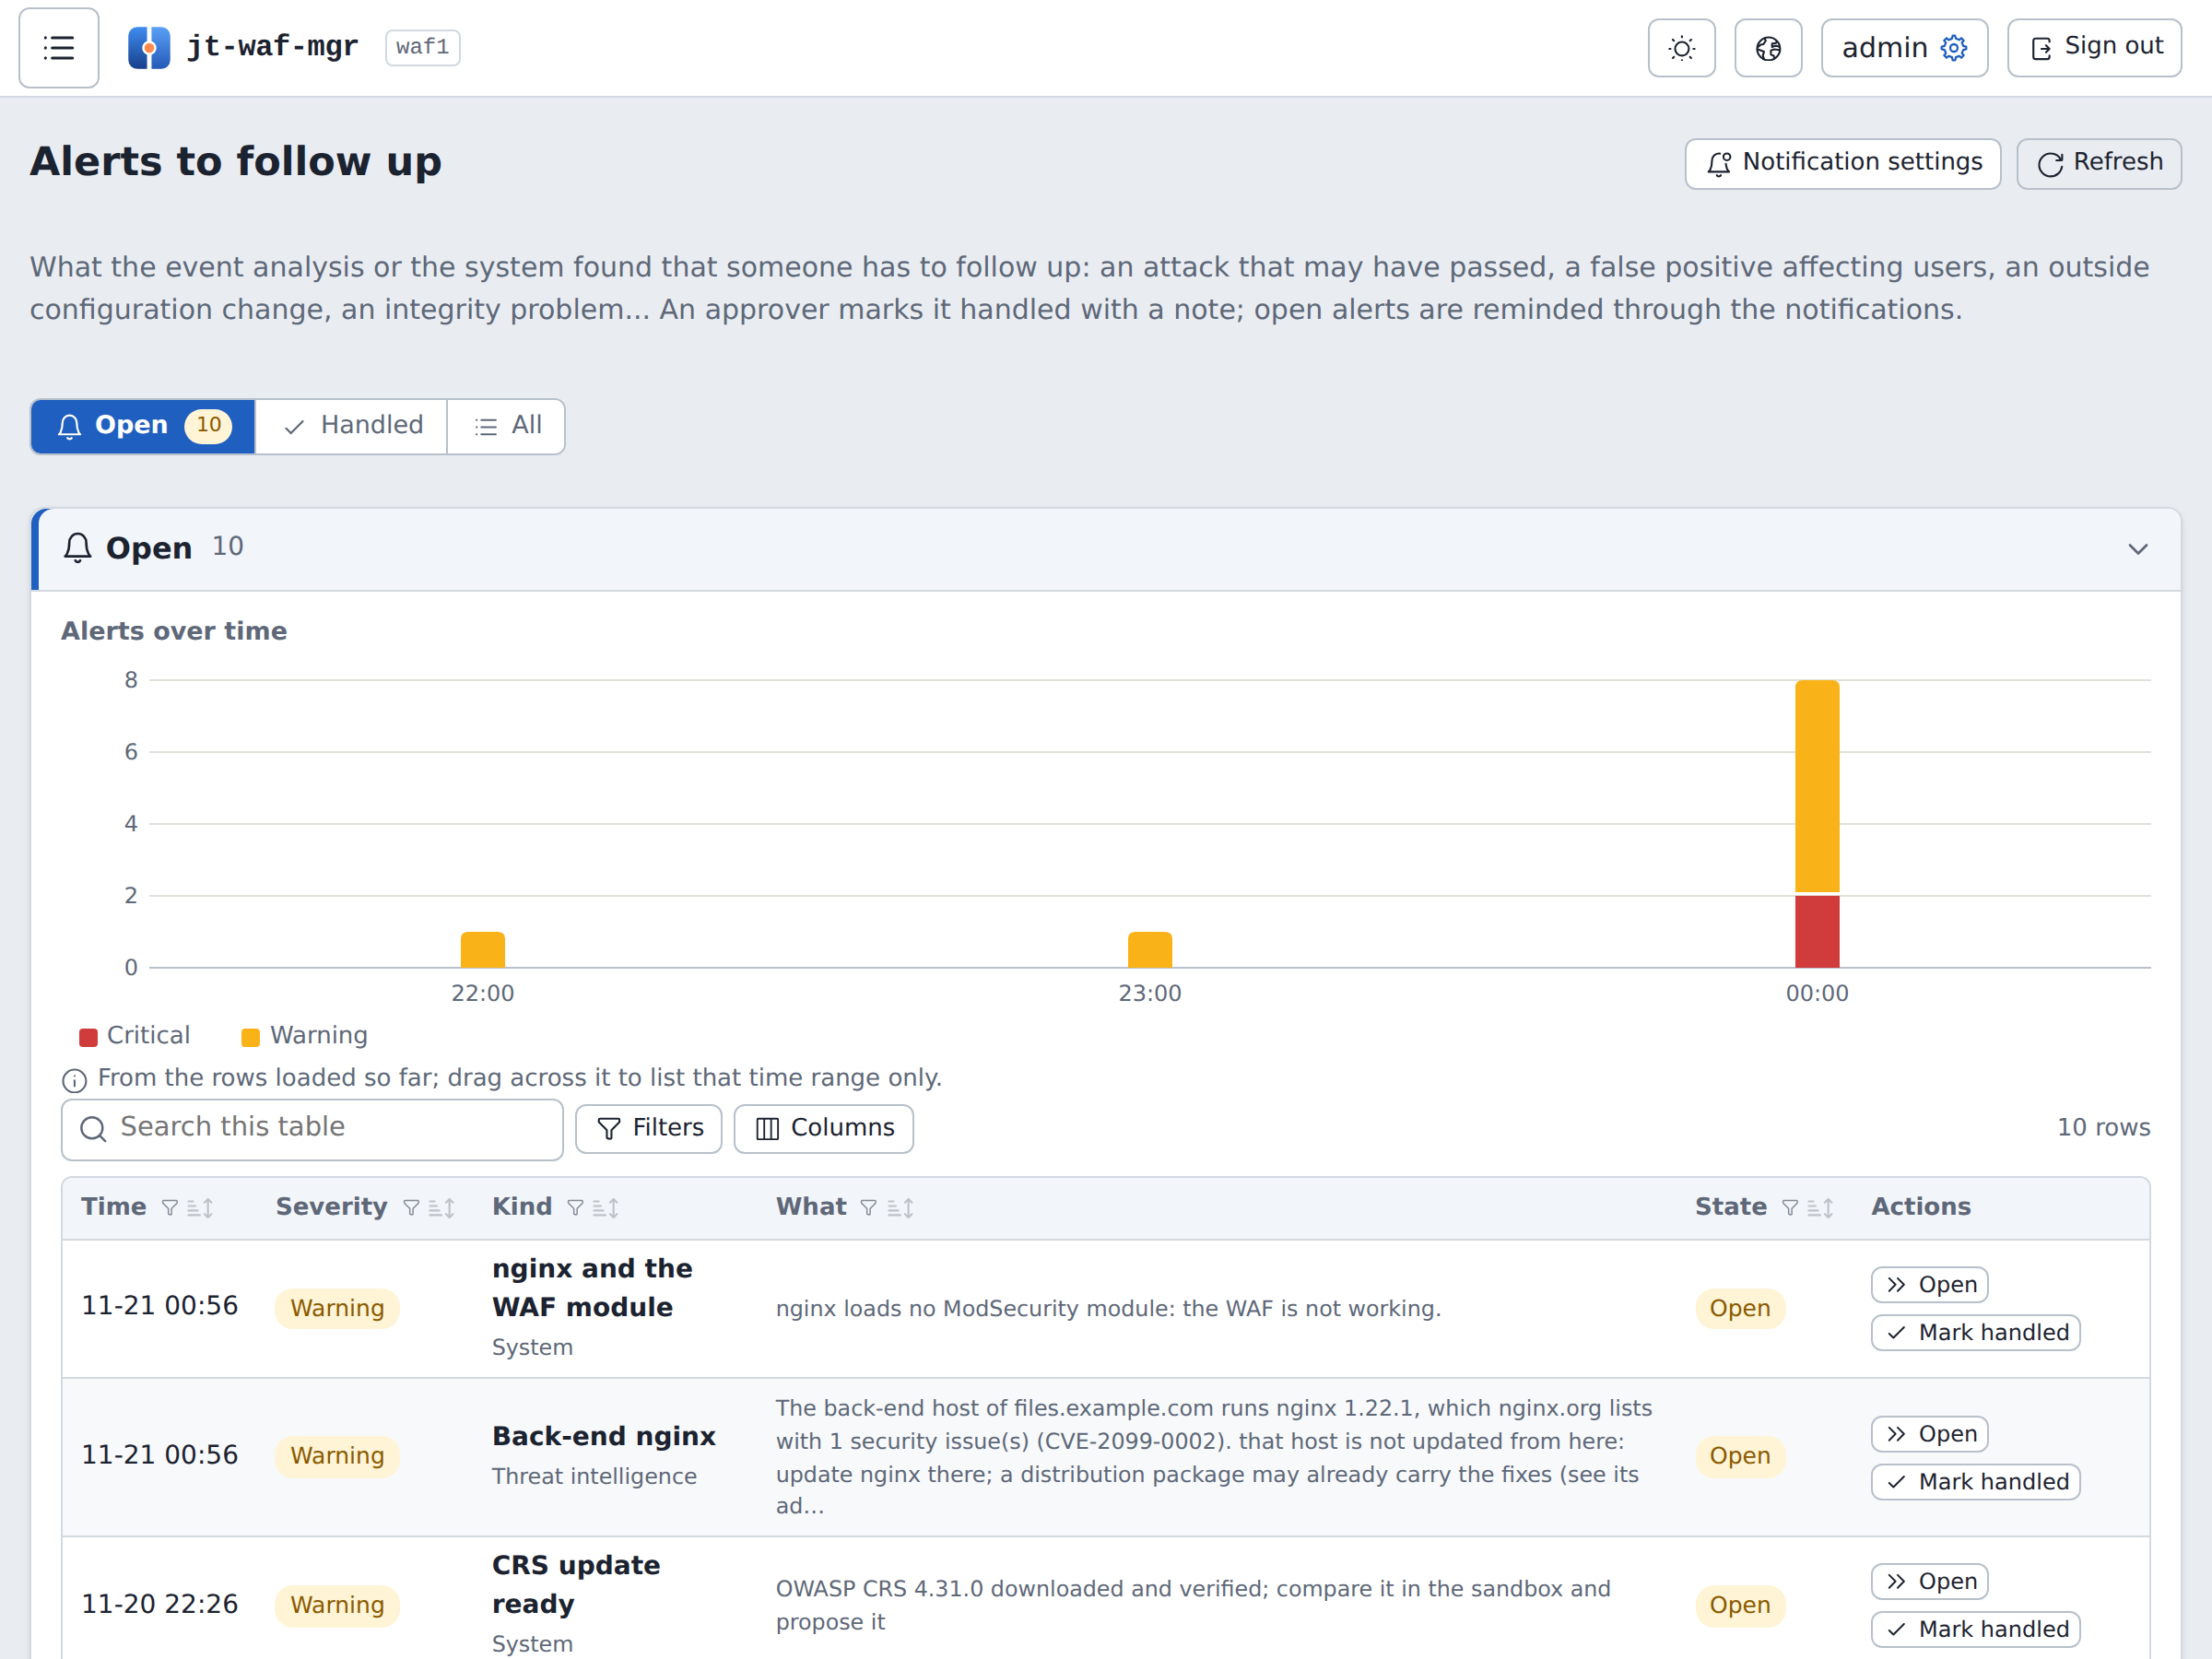 jt-waf-mgr waf1 admin Sign out
Alerts to follow up
Notification settings Refresh
What the event analysis or the system found that someone has to follow up: an attack that may have passed, a false positive affecting users, an outside
configuration change, an integrity problem... An approver marks it handled with a note; open alerts are reminded through the notifications.
Open 10 Handled All
Open 10
Alerts over time
8
6
4
2
0
22:00 23:00 00:00
Critical Warning
From the rows loaded so far; drag across it to list that time range only.
Search this table Filters Columns 10 rows
Time Severity Kind What State Actions
11-21 00:56 Warning
nginx and the
WAF module
System
nginx loads no ModSecurity module: the WAF is not working.
Open
Open
Mark handled
11-21 00:56 Warning
Back-end nginx
Threat intelligence
The back-end host of files.example.com runs nginx 1.22.1, which nginx.org lists
with 1 security issue(s) (CVE-2099-0002). that host is not updated from here:
update nginx there; a distribution package may already carry the fixes (see its
ad...
Open
Open
Mark handled
11-20 22:26 Warning
CRS update
ready
System
OWASP CRS 4.31.0 downloaded and verified; compare it in the sandbox and
propose it
Open
Open
Mark handled